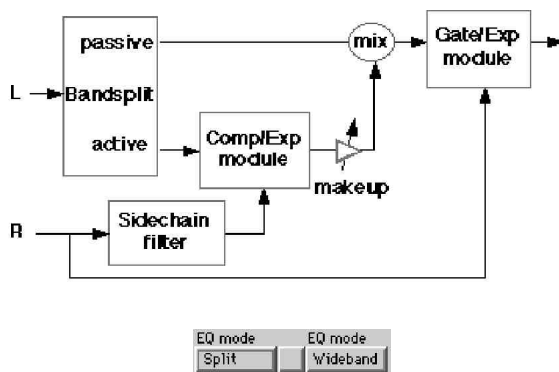 passive
mix
Gate/Exp
module
L
Bandsplit
active
Comp/Exp
module
makeup
R
Sidechain
filter
EQ mode
EQ mode
Split
Wideband